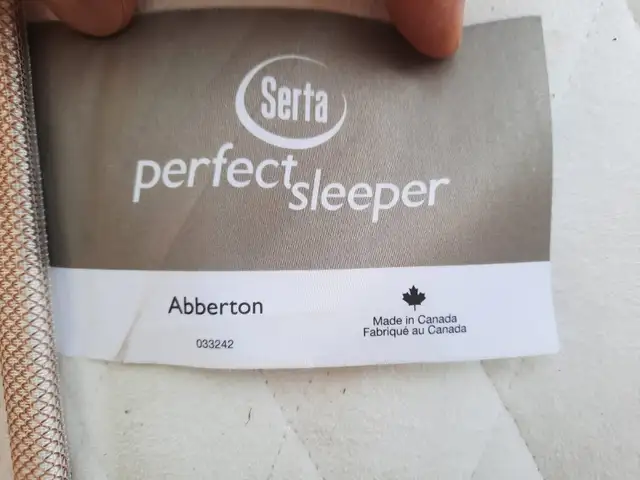 Serta
perfect sleeper
Abberton
033242
Made in Canada
Fabriqué au Canada